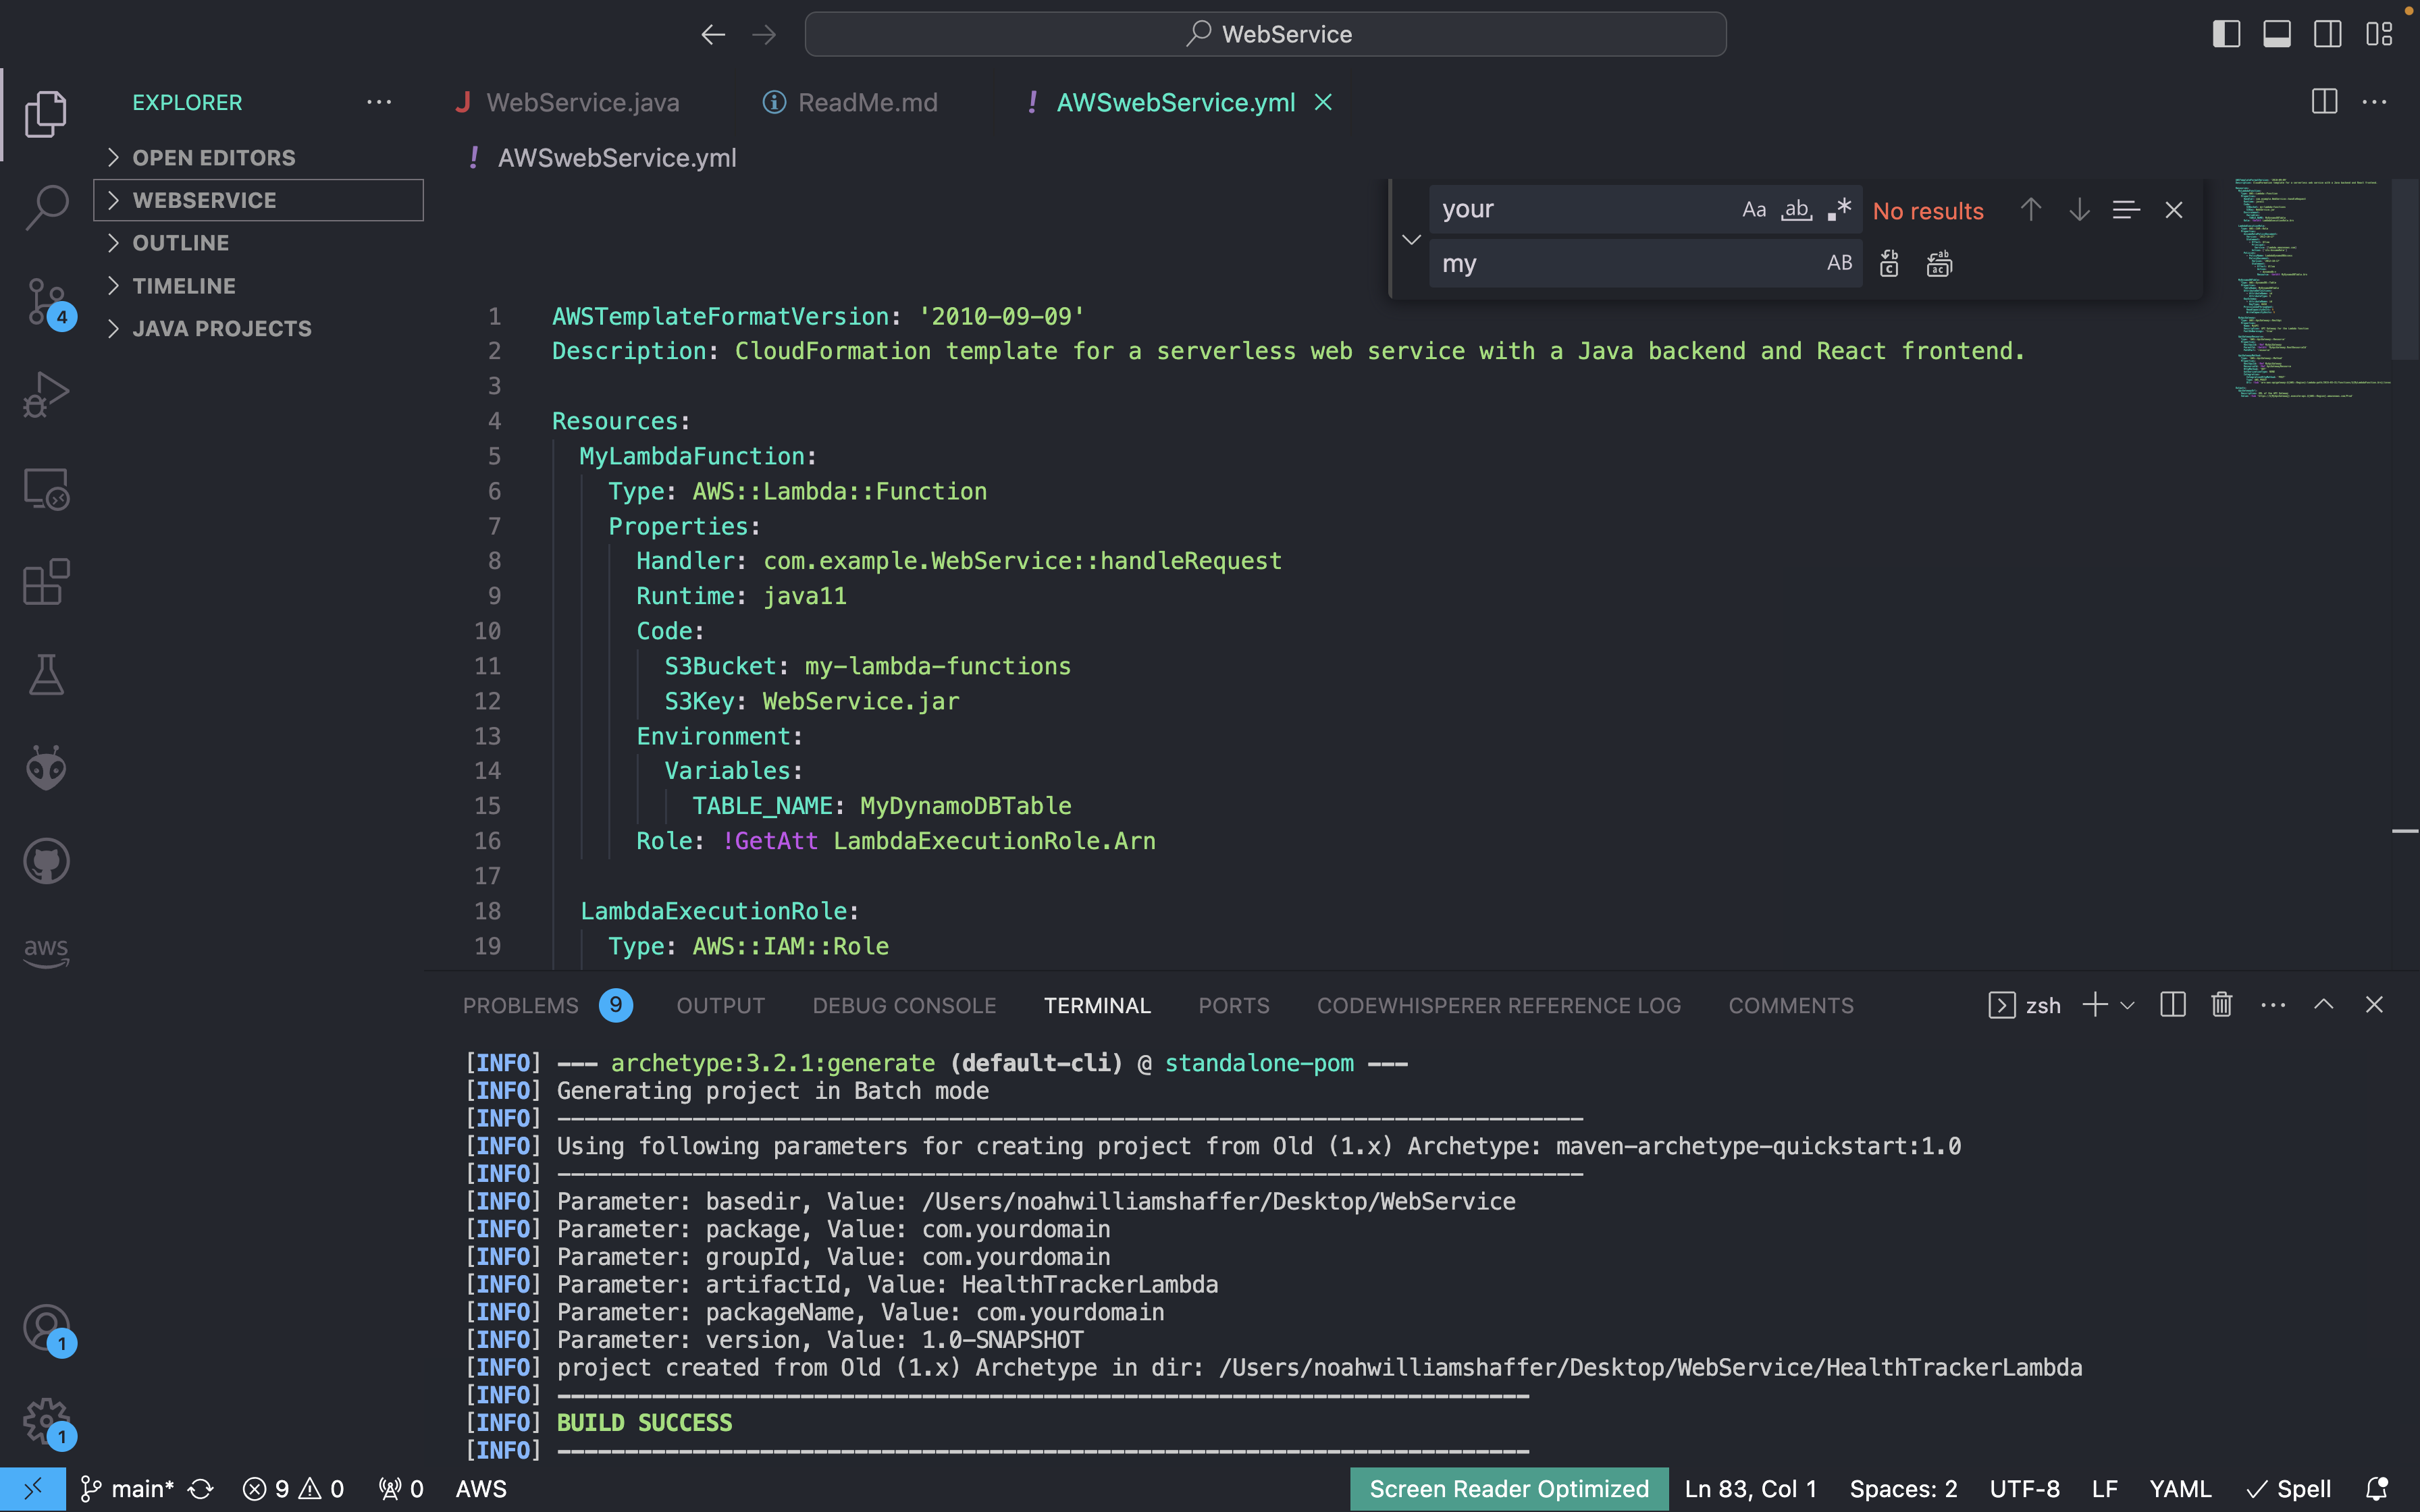 WebService
EXPLORER
WebService.java
ReadMe.md
! AWSwebService.yml
! AWSwebService.yml
OPEN EDITORS
WEBSERVICE
OUTLINE
TIMELINE
JAVA PROJECTS
your
Aa ab .* No results
my
AB
1 AWSTemplateFormatVersion: '2010-09-09'
2 Description: CloudFormation template for a serverless web service with a Java backend and React frontend.
3
4 Resources:
5 MyLambdaFunction:
6 Type: AWS::Lambda::Function
7 Properties:
8 Handler: com.example.WebService::handleRequest
9 Runtime: java11
10 Code:
11 S3Bucket: my-lambda-functions
12 S3Key: WebService.jar
13 Environment:
14 Variables:
15 TABLE_NAME: MyDynamoDBTable
16 Role: !GetAtt LambdaExecutionRole.Arn
17
18 LambdaExecutionRole:
19 Type: AWS::IAM::Role
4
aws
1
1
PROBLEMS 9 OUTPUT DEBUG CONSOLE TERMINAL PORTS CODEWHISPERER REFERENCE LOG COMMENTS zsh
[INFO] --- archetype:3.2.1:generate (default-cli) @ standalone-pom ---
[INFO] Generating project in Batch mode
[INFO] ----------------------------------------------------------------------------
[INFO] Using following parameters for creating project from Old (1.x) Archetype: maven-archetype-quickstart:1.0
[INFO] ----------------------------------------------------------------------------
[INFO] Parameter: basedir, Value: /Users/noahwilliamshaffer/Desktop/WebService
[INFO] Parameter: package, Value: com.yourdomain
[INFO] Parameter: groupId, Value: com.yourdomain
[INFO] Parameter: artifactId, Value: HealthTrackerLambda
[INFO] Parameter: packageName, Value: com.yourdomain
[INFO] Parameter: version, Value: 1.0-SNAPSHOT
[INFO] project created from Old (1.x) Archetype in dir: /Users/noahwilliamshaffer/Desktop/WebService/HealthTrackerLambda
[INFO] ------------------------------------------------------------------------
[INFO] BUILD SUCCESS
[INFO] ------------------------------------------------------------------------
main* 9 0 0 AWS Screen Reader Optimized Ln 83, Col 1 Spaces: 2 UTF-8 LF YAML Spell